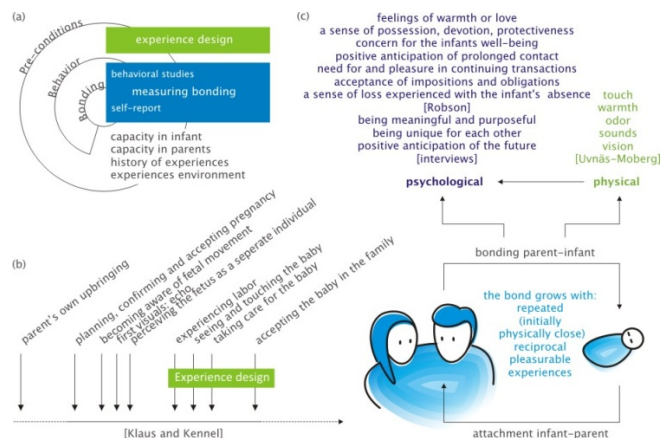 (a)
Pre-conditions
Behavior
Bonding
experience design
behavioral studies
measuring bonding
self-report
capacity in infant
capacity in parents
history of experiences
experiences environment
(b)
parent's own upbringing
planning, confirming and accepting pregnancy
becoming aware of fetal movement
first visuals: echo
perceiving the fetus as a seperate individual
experiencing labor
seeing and touching the baby
taking care for the baby
accepting the baby in the family
Experience design
[Klaus and Kennel]
(c)
feelings of warmth or love
a sense of possession, devotion, protectiveness
concern for the infants well-being
positive anticipation of prolonged contact
need for and pleasure in continuing transactions
acceptance of impositions and obligations
a sense of loss experienced with the infant's absence
[Robson]
being meaningful and purposeful
being unique for each other
positive anticipation of the future
[interviews]
psychological
touch
warmth
odor
sounds
vision
[Uvnäs-Moberg]
physical
bonding parent-infant
the bond grows with:
repeated
(initially
physically close)
reciprocal
pleasurable
experiences
attachment infant-parent